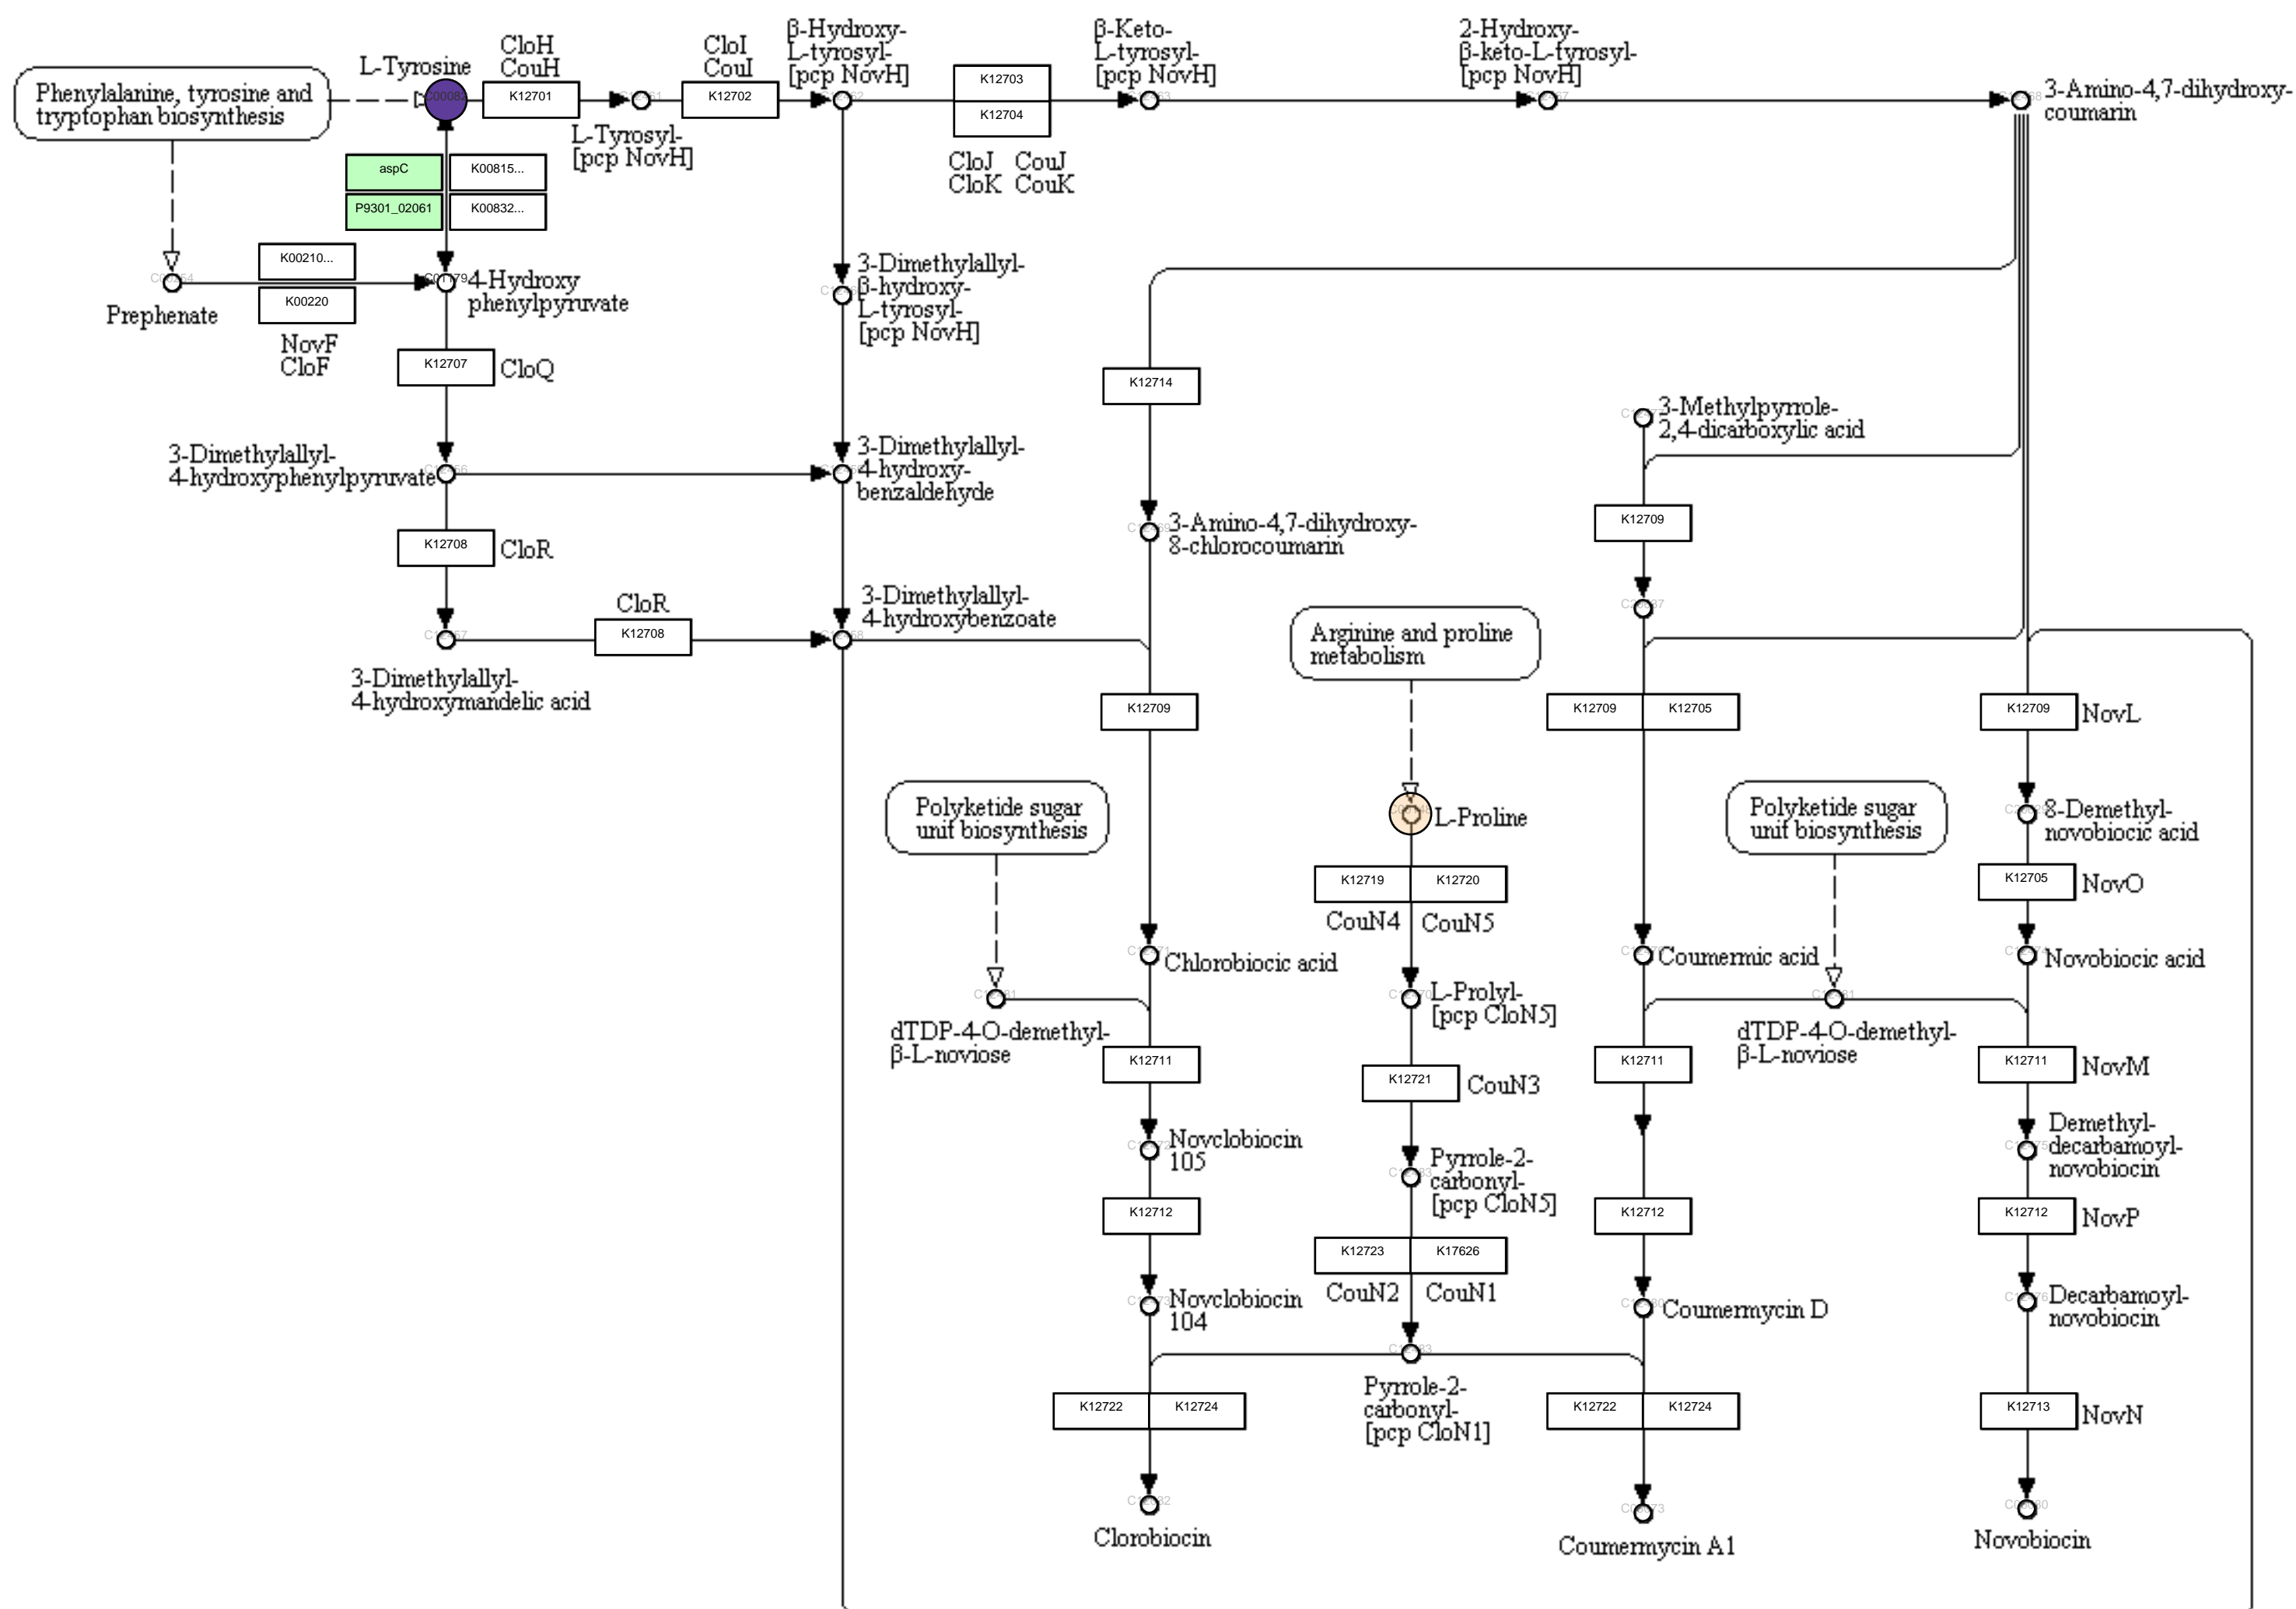 Phenylalanine, tyrosine and
tryptophan biosynthesis
L-Tyrosine
CloH
CouH
K12701
L-Tyrosyl-
[pcp NovH]
CloI
CouI
K12702
β-Hydroxy-
L-tyrosyl-
[pcp NovH]
K12703
K12704
CloJ CouJ
CloK CouK
β-Keto-
L-tyrosyl-
[pcp NovH]
2-Hydroxy-
β-keto-L-tyrosyl-
[pcp NovH]
3-Amino-4,7-dihydroxy-
coumarin
aspC
K00815...
P9301_02061
K00832...
K00210...
K00220
NovF
CloF
Prephenate
4-Hydroxy
phenylpyruvate
K12707
CloQ
3-Dimethylallyl-
β-hydroxy-
L-tyrosyl-
[pcp NovH]
3-Dimethylallyl-
4-hydroxyphenylpyruvate
3-Dimethylallyl-
4-hydroxy-
benzaldehyde
K12708
CloR
CloR
K12708
3-Dimethylallyl-
4-hydroxymandelic acid
3-Dimethylallyl-
4-hydroxybenzoate
K12714
3-Amino-4,7-dihydroxy-
8-chlorocoumarin
3-Methylpyrrole-
2,4-dicarboxylic acid
K12709
Arginine and proline
metabolism
K12709
K12709
K12705
K12709
NovL
Polyketide sugar
unit biosynthesis
L-Proline
Polyketide sugar
unit biosynthesis
8-Demethyl-
novobiocic acid
K12719
K12720
CouN4
CouN5
K12705
NovO
Chlorobiocic acid
Coumermic acid
Novobiocic acid
L-Prolyl-
[pcp CloN5]
dTDP-4-O-demethyl-
β-L-noviose
dTDP-4-O-demethyl-
β-L-noviose
K12711
K12721
CouN3
K12711
K12711
NovM
Novclobiocin
105
Pyrrole-2-
carbonyl-
[pcp CloN5]
Demethyl-
decarbamoyl-
novobiocin
K12712
K12712
K12712
NovP
K12723
K17626
CouN2
CouN1
Novclobiocin
104
Coumermycin D
Decarbamoyl-
novobiocin
Pyrrole-2-
carbonyl-
[pcp CloN1]
K12722
K12724
K12722
K12724
K12713
NovN
Clorobiocin
Coumermycin A1
Novobiocin